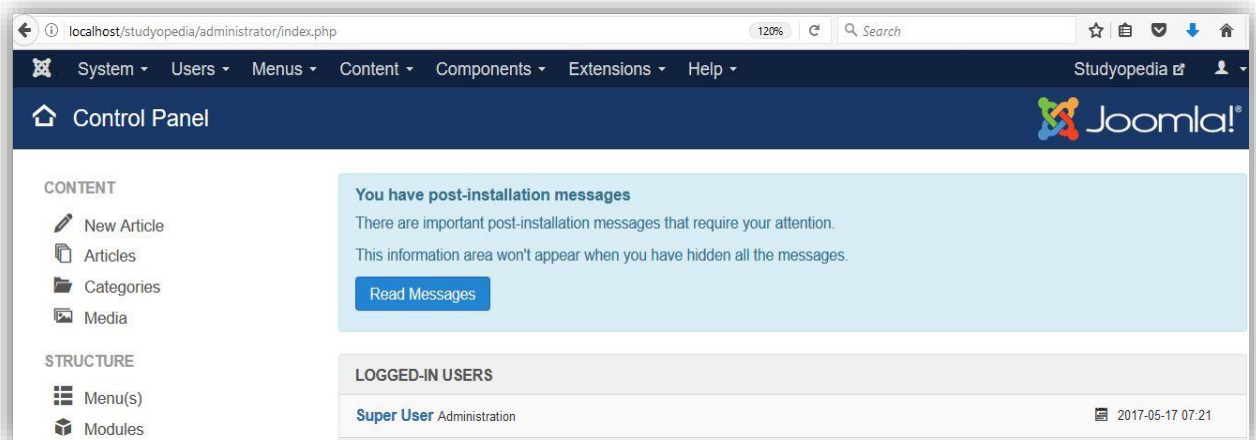 localhost/studyopedia/administrator/index.php 120% Search
System Users Menus Content Components Extensions Help Studyopedia
Control Panel Joomla!®
CONTENT
New Article
Articles
Categories
Media
STRUCTURE
Menu(s)
Modules
You have post-installation messages
There are important post-installation messages that require your attention.
This information area won't appear when you have hidden all the messages.
Read Messages
LOGGED-IN USERS
Super User Administration 2017-05-17 07:21